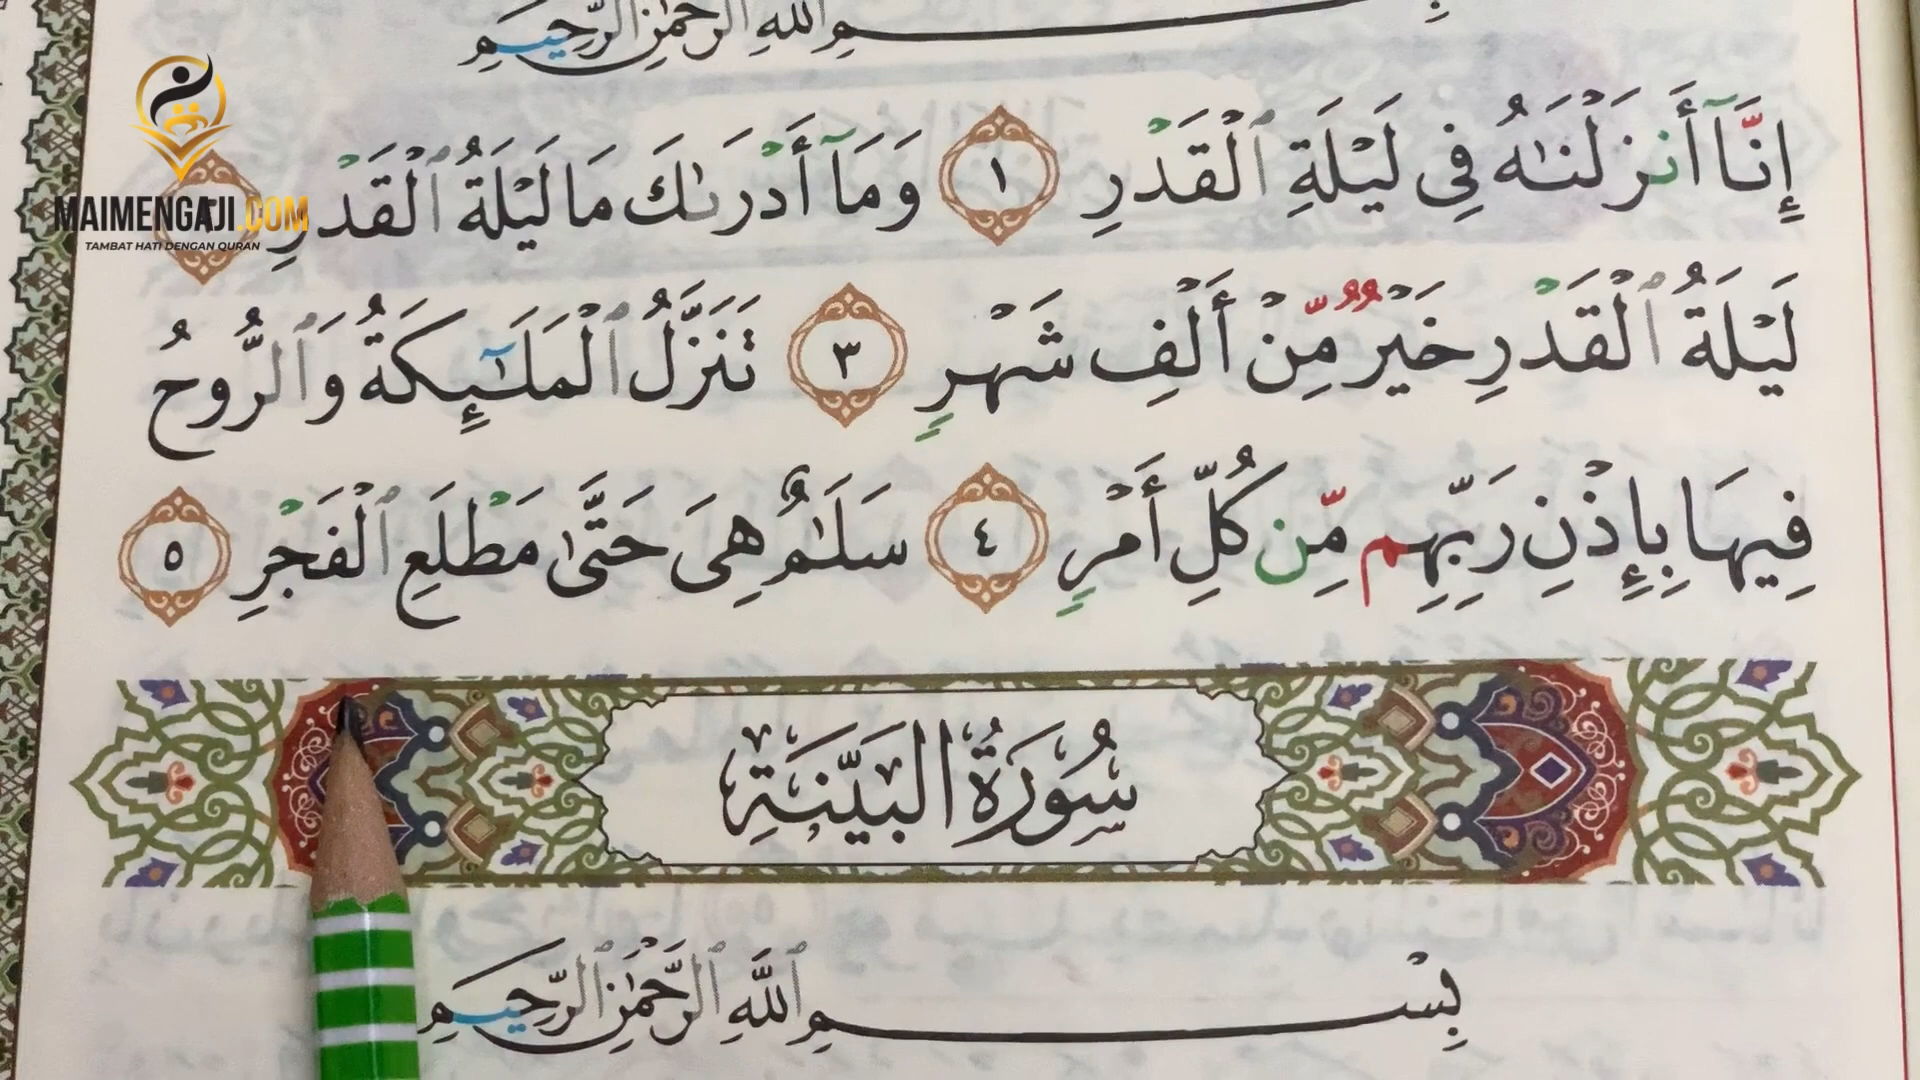 بِسْمِ ٱللَّهِ ٱلرَّحْمَٰنِ ٱلرَّحِيمِ
إِنَّآ أَنزَلْنَٰهُ فِى لَيْلَةِ ٱلْقَدْرِ ١ وَمَآ أَدْرَىٰكَ مَا لَيْلَةُ ٱلْقَدْرِ
MAIMENGAJI.COM
TAMBAT HATI DENGAN QURAN
لَيْلَةُ ٱلْقَدْرِ خَيْرٌ مِّنْ أَلْفِ شَهْرٍ ٣ تَنَزَّلُ ٱلْمَلَٰٓئِكَةُ وَٱلرُّوحُ
فِيهَا بِإِذْنِ رَبِّهِم مِّن كُلِّ أَمْرٍ ٤ سَلَٰمٌ هِىَ حَتَّىٰ مَطْلَعِ ٱلْفَجْرِ ٥
سُورَةُ الْبَيِّنَةِ
بِسْمِ ٱللَّهِ ٱلرَّحْمَٰنِ ٱلرَّحِيمِ